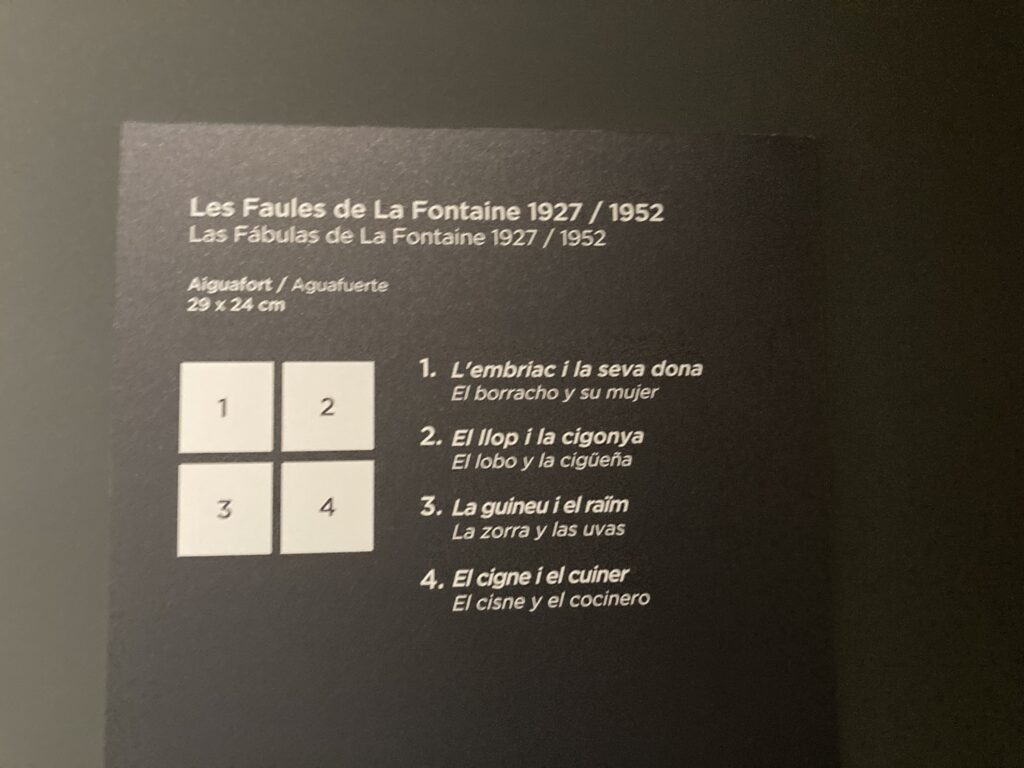 Les Faules de La Fontaine 1927 / 1952
Las Fábulas de La Fontaine 1927 / 1952
Aiguafort / Aguafuerte
29 x 24 cm
1 2
3 4
1. L'embriac i la seva dona
El borracho y su mujer
2. El llop i la cigonya
El lobo y la cigüeña
3. La guineu i el raïm
La zorra y las uvas
4. El cigne i el cuiner
El cisne y el cocinero